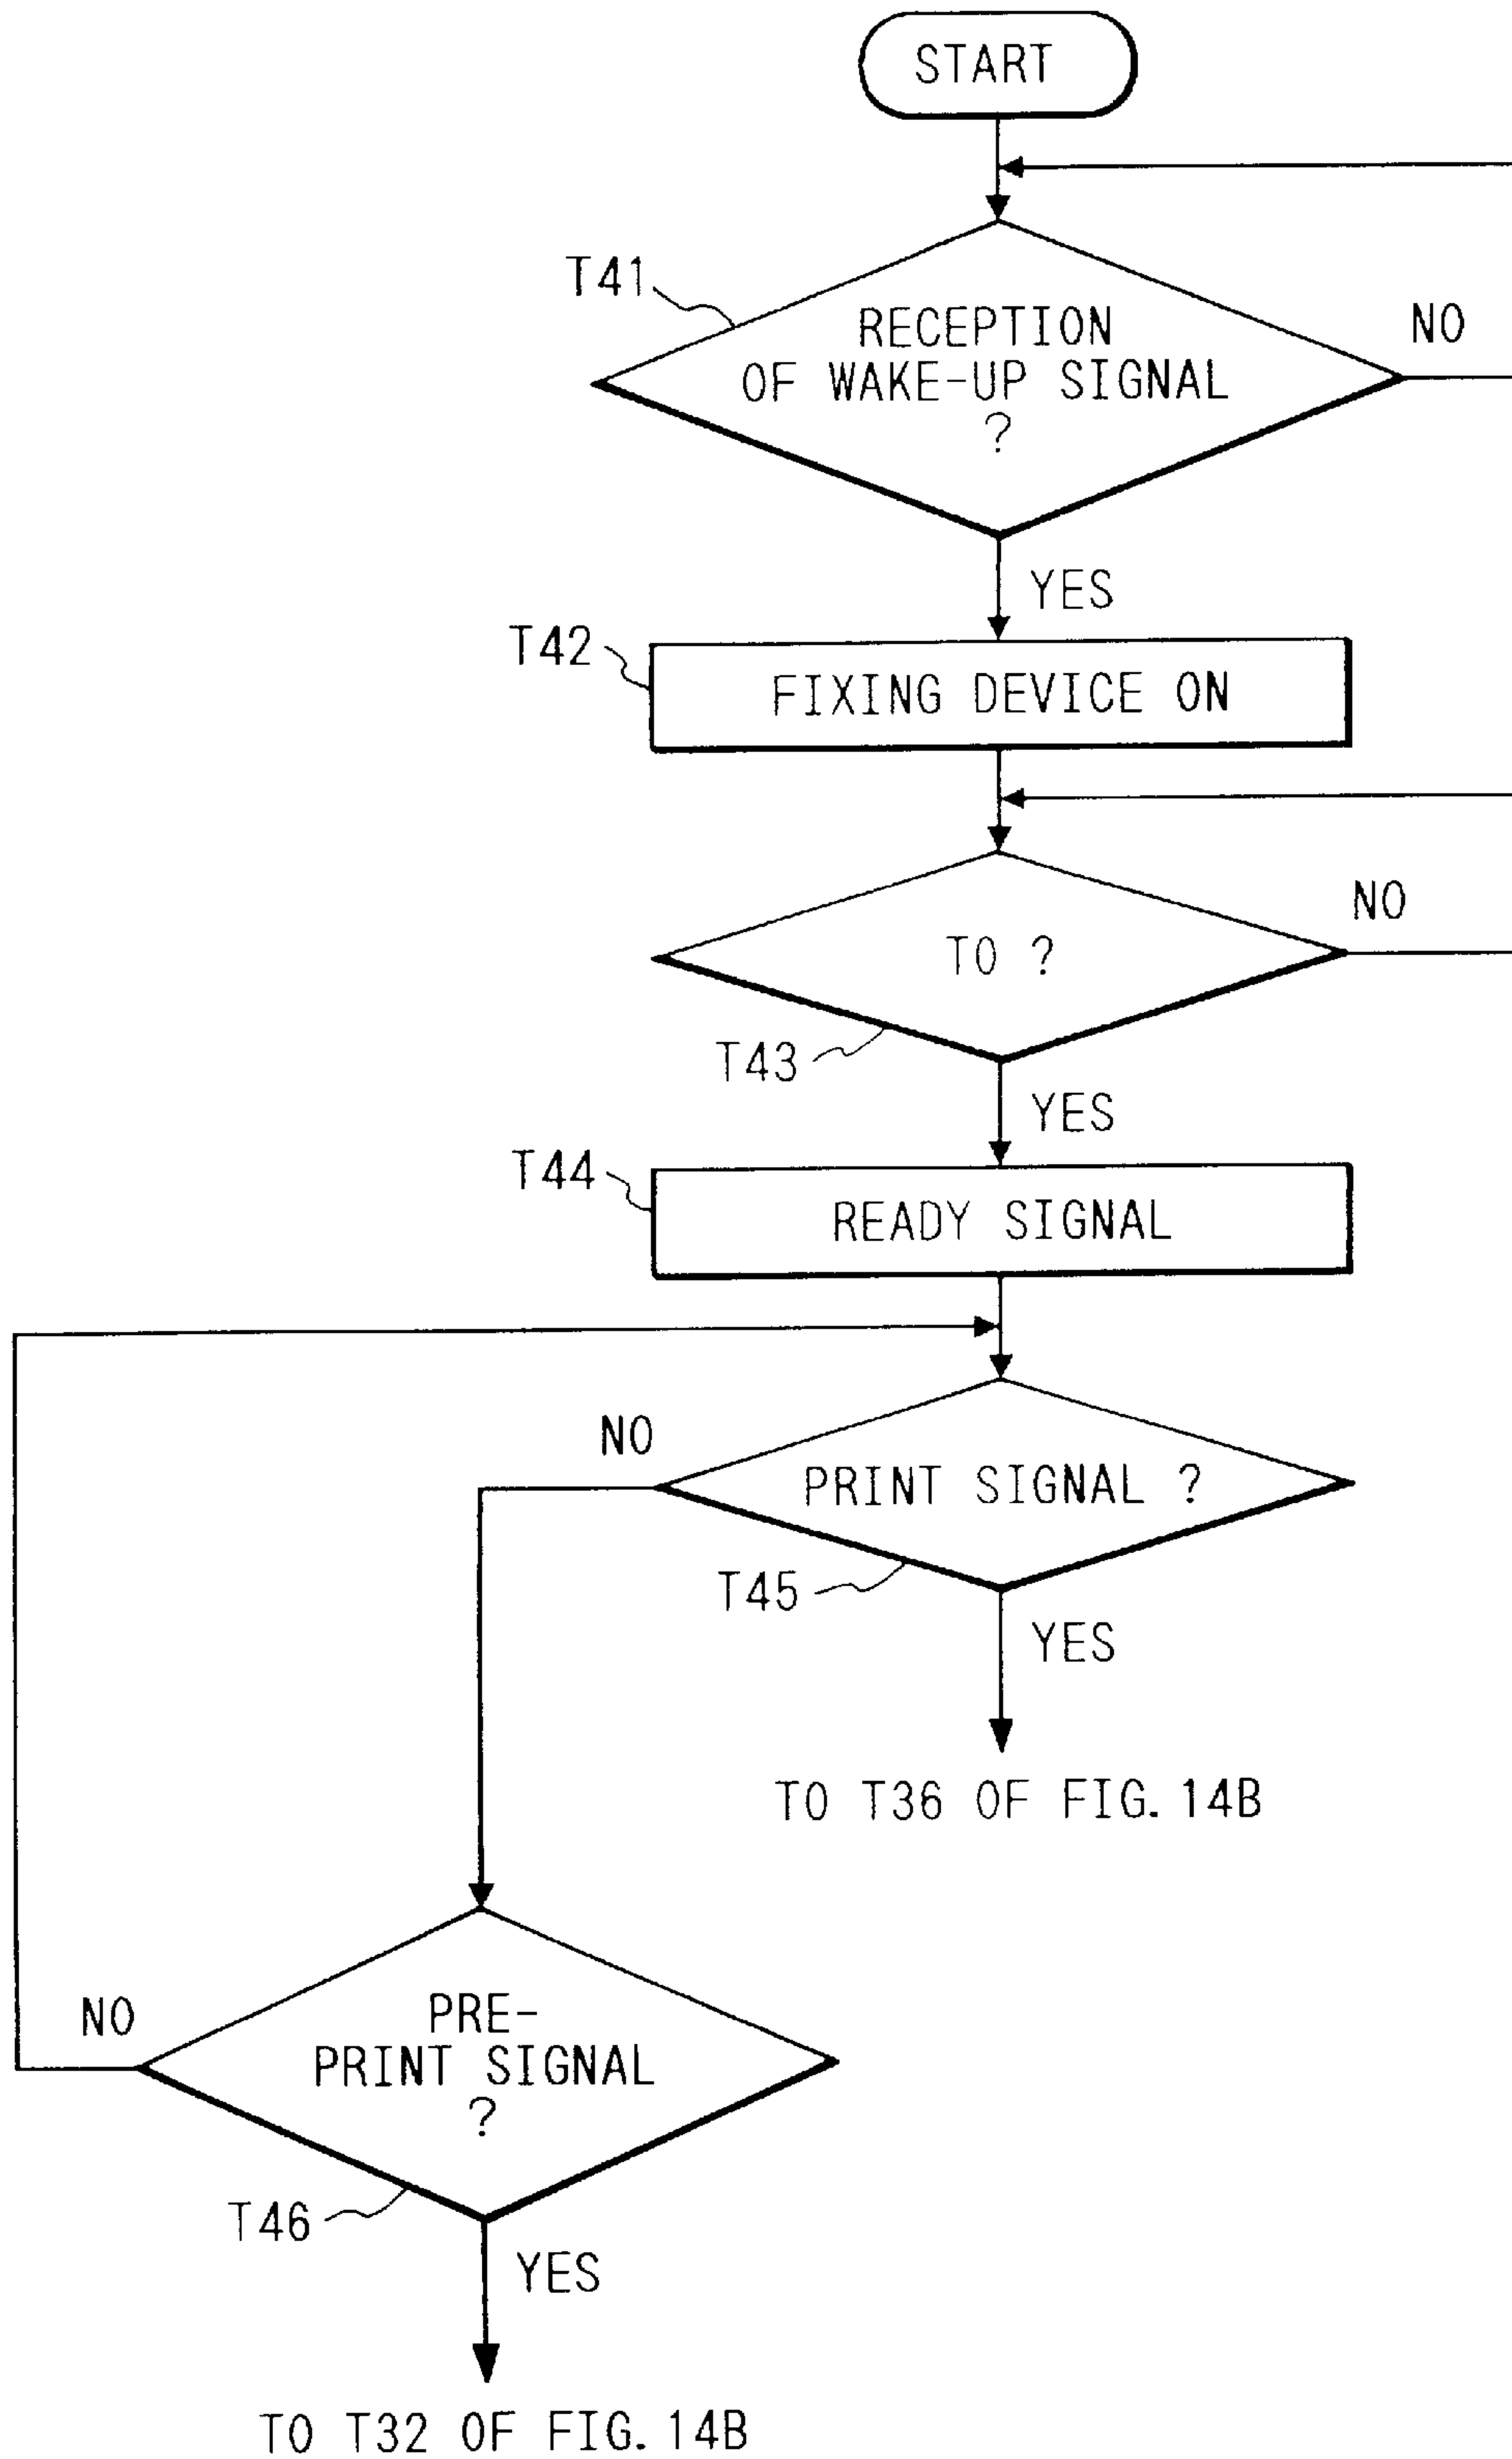 START
T41
RECEPTION
OF WAKE-UP SIGNAL
?
NO
YES
T42
FIXING DEVICE ON
NO
TO ?
T43
YES
T44
READY SIGNAL
NO
PRINT SIGNAL ?
T45
YES
TO T36 OF FIG. 14B
NO
PRE-
PRINT SIGNAL
?
T46
YES
TO T32 OF FIG. 14B